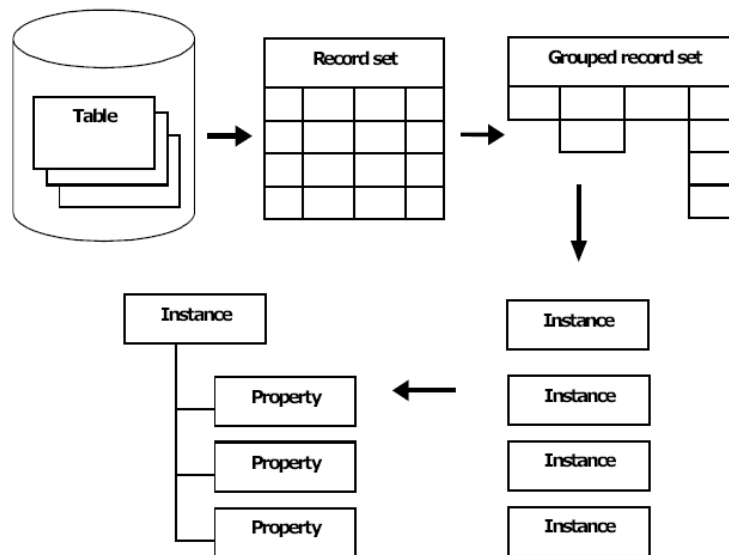 Table
Record set
Grouped record set
Instance
Property
Property
Property
Instance
Instance
Instance
Instance